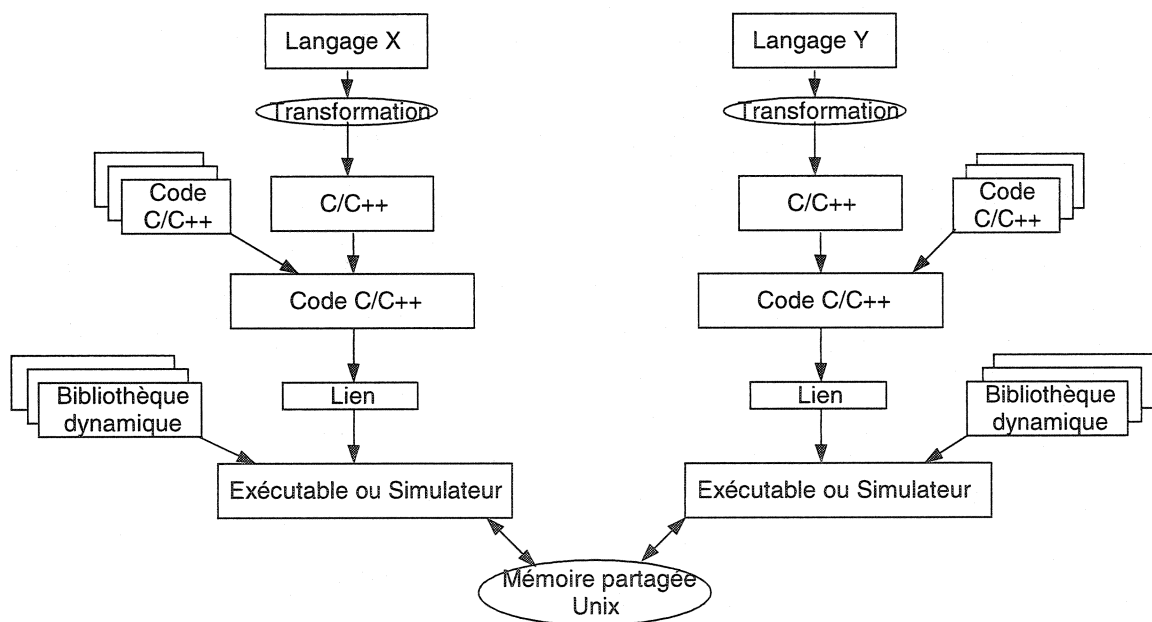 Langage X
Langage Y
Transformation
Transformation
Code
C/C++
C/C++
C/C++
Code
C/C++
Code C/C++
Code C/C++
Bibliothèque
dynamique
Lien
Lien
Bibliothèque
dynamique
Exécutable ou Simulateur
Exécutable ou Simulateur
Mémoire partagée
Unix